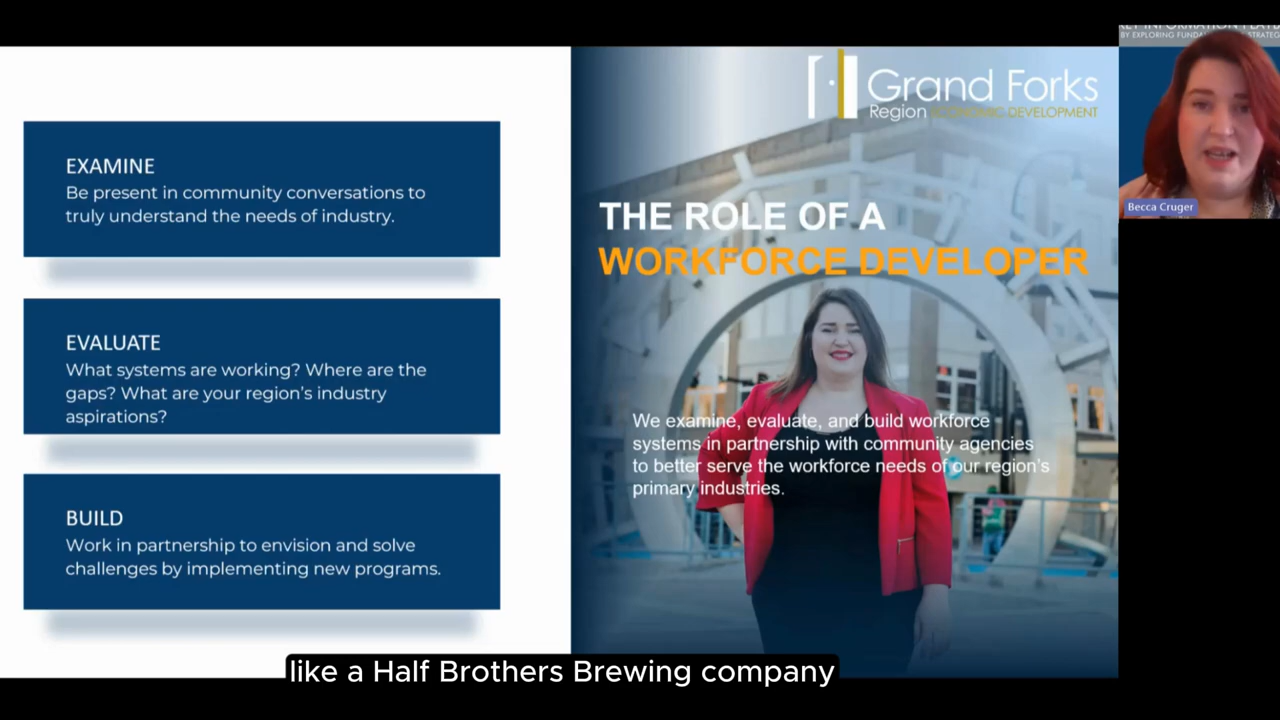 EXAMINE
Be present in community conversations to
truly understand the needs of industry.
EVALUATE
What systems are working? Where are the
gaps? What are your region's industry
aspirations?
BUILD
Work in partnership to envision and solve
challenges by implementing new programs.
Grand Forks
Region ECONOMIC DEVELOPMENT
THE ROLE OF A
WORKFORCE DEVELOPER
We examine, evaluate, and build workforce
systems in partnership with community agencies
to better serve the workforce needs of our region's
primary industries.
BY EXPLORING
Becca Cruger
like a Half Brothers Brewing company